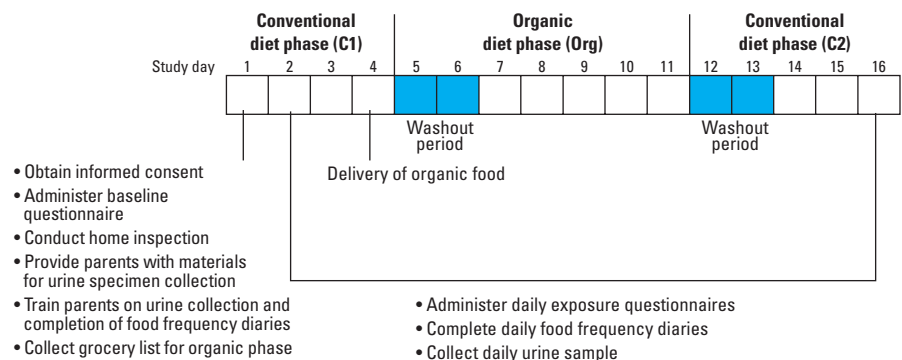 Conventional
diet phase (C1)
Organic
diet phase (Org)
Conventional
diet phase (C2)
Study day 1 2 3 4 5 6 7 8 9 10 11 12 13 14 15 16
Washout
period
Washout
period
Delivery of organic food
• Obtain informed consent
• Administer baseline
questionnaire
• Conduct home inspection
• Provide parents with materials
for urine specimen collection
• Train parents on urine collection and
completion of food frequency diaries
• Collect grocery list for organic phase
• Administer daily exposure questionnaires
• Complete daily food frequency diaries
• Collect daily urine sample